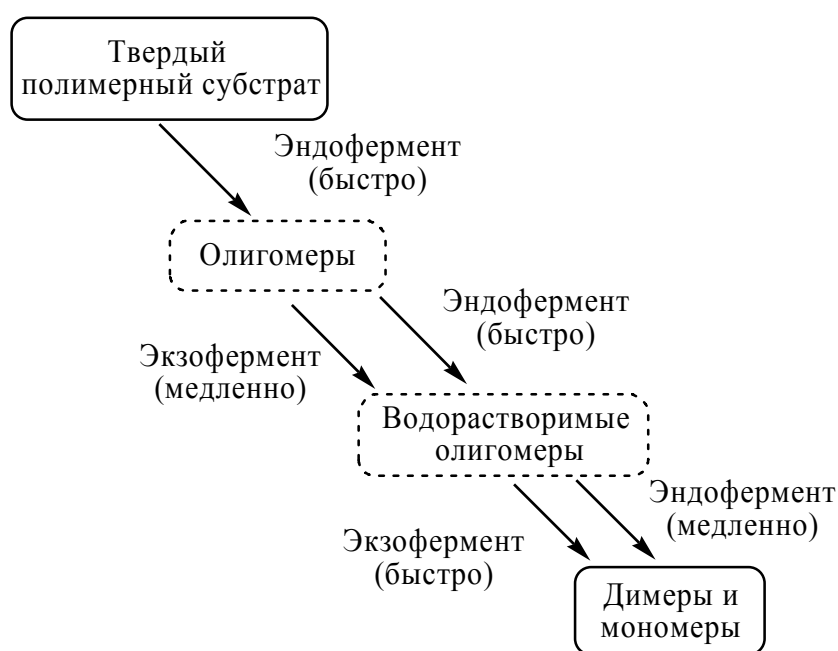 Твердый
полимерный субстрат
Эндофермент
(быстро)
Олигомеры
Эндофермент
(быстро)
Экзофермент
(медленно)
Водорастворимые
олигомеры
Эндофермент
(медленно)
Экзофермент
(быстро)
Димеры и
мономеры